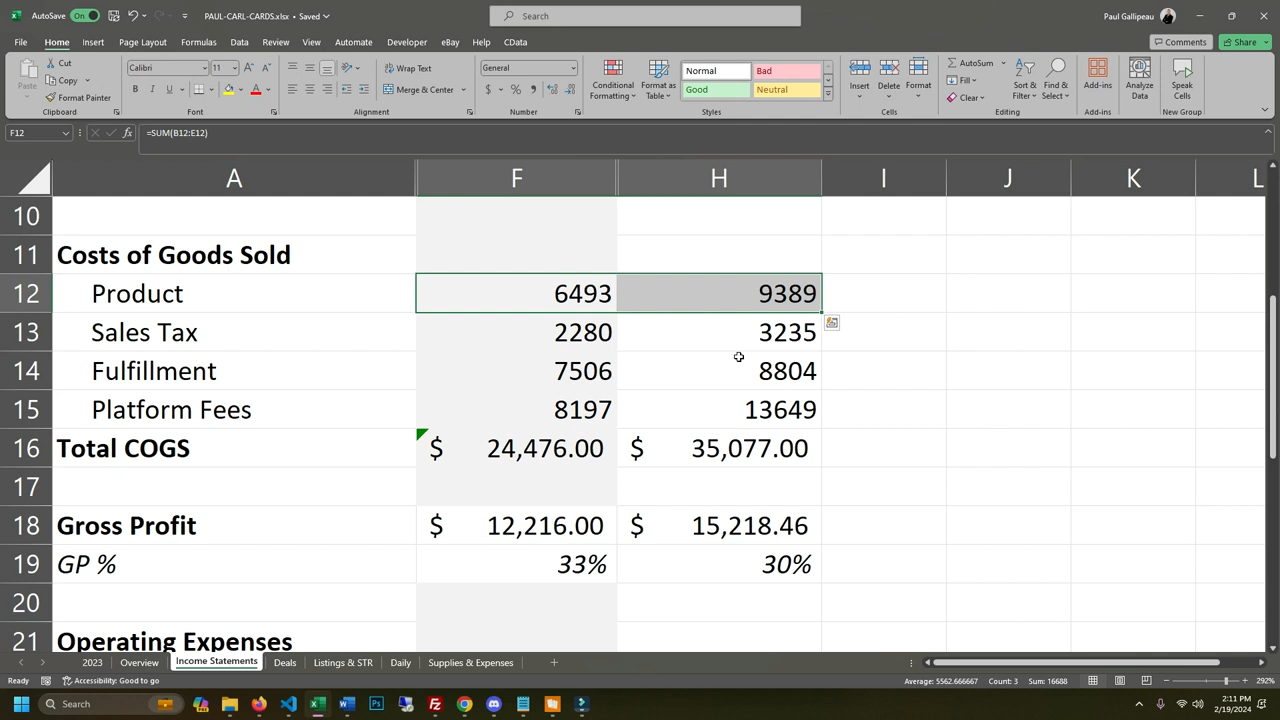 AutoSave On PAUL-CARL-CARDS.xlsx • Saved Search Paul Gallipeau
File Home Insert Page Layout Formulas Data Review View Automate Developer eBay Help CData Comments Share
Cut
Copy
Format Painter
Paste
Clipboard
Calibri 11
B I U
Font
Wrap Text
Merge & Center
Alignment
General
$ % 9
Number
Conditional Formatting
Format as Table
Normal Bad
Good Neutral
Styles
Insert Delete Format
Cells
AutoSum
Fill
Clear
Sort & Filter
Find & Select
Editing
Add-ins
Add-ins
Analyze Data
Speak Cells
New Group
F12 fx =SUM(B12:E12)
A F H I J K L
10
11 Costs of Goods Sold
12 Product 6493 9389
13 Sales Tax 2280 3235
14 Fulfillment 7506 8804
15 Platform Fees 8197 13649
16 Total COGS $ 24,476.00 $ 35,077.00
17
18 Gross Profit $ 12,216.00 $ 15,218.46
19 GP % 33% 30%
20
21 Operating Expenses
2023 Overview Income Statements Deals Listings & STR Daily Supplies & Expenses
Ready Accessibility: Good to go Average: 5562.666667 Count: 3 Sum: 16688 292%
Search
2:11 PM
2/19/2024